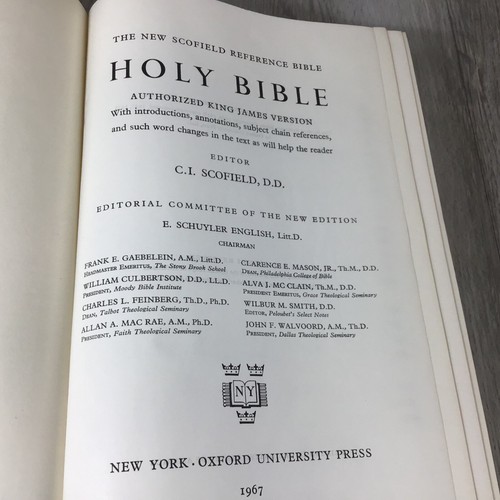 THE NEW SCOFIELD REFERENCE BIBLE
HOLY BIBLE
AUTHORIZED KING JAMES VERSION
With introductions, annotations, subject chain references,
and such word changes in the text as will help the reader
EDITOR
C.I. SCOFIELD, D.D.
EDITORIAL COMMITTEE OF THE NEW EDITION
E. SCHUYLER ENGLISH, Litt.D.
CHAIRMAN
FRANK E. GAEBELEIN, A.M., Litt.D.
HEADMASTER EMERITUS, The Stony Brook School
WILLIAM CULBERTSON, D.D., LL.D.
PRESIDENT, Moody Bible Institute
CHARLES L. FEINBERG, Th.D., Ph.D.
DEAN, Talbot Theological Seminary
ALLAN A. MAC RAE, A.M., Ph.D.
PRESIDENT, Faith Theological Seminary
CLARENCE E. MASON, JR., Th.M., D.D.
DEAN, Philadelphia College of Bible
ALVA J. MC CLAIN, Th.M., D.D.
PRESIDENT EMERITUS, Grace Theological Seminary
WILBUR M. SMITH, D.D.
EDITOR, Peloubet's Select Notes
JOHN F. WALVOORD, A.M., Th.D.
PRESIDENT, Dallas Theological Seminary
NY
NEW YORK · OXFORD UNIVERSITY PRESS
1967